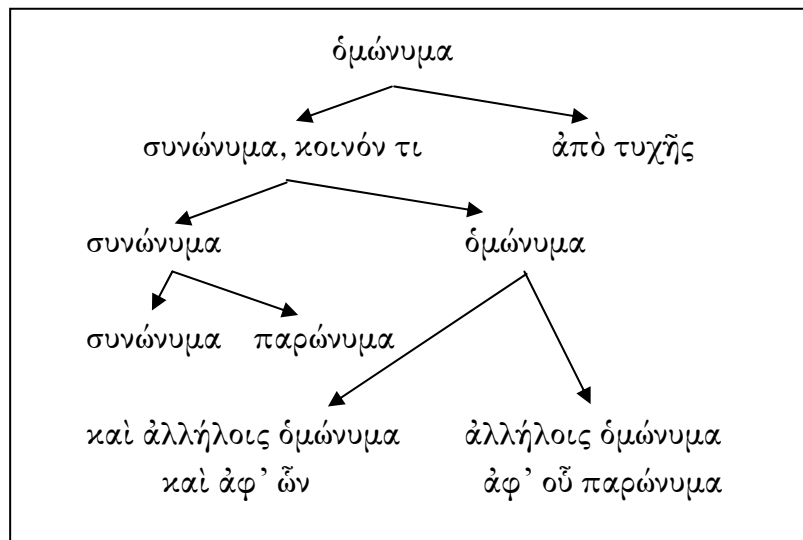 ὁμώνυμα
συνώνυμα, κοινόν τι ἀπὸ τυχῆς
συνώνυμα ὁμώνυμα
συνώνυμα παρώνυμα
καὶ ἀλλήλοις ὁμώνυμα ἀλλήλοις ὁμώνυμα
καὶ ἀφ’ ὧν ἀφ’ οὗ παρώνυμα